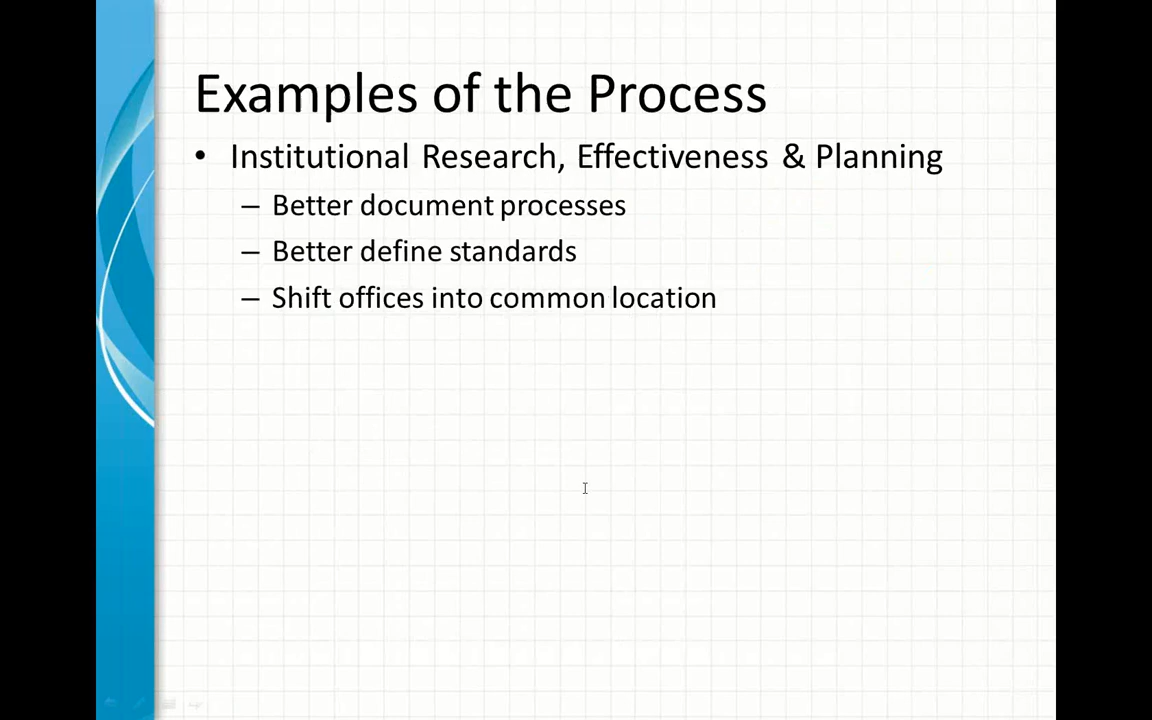 Examples of the Process
• Institutional Research, Effectiveness & Planning
– Better document processes
– Better define standards
– Shift offices into common location